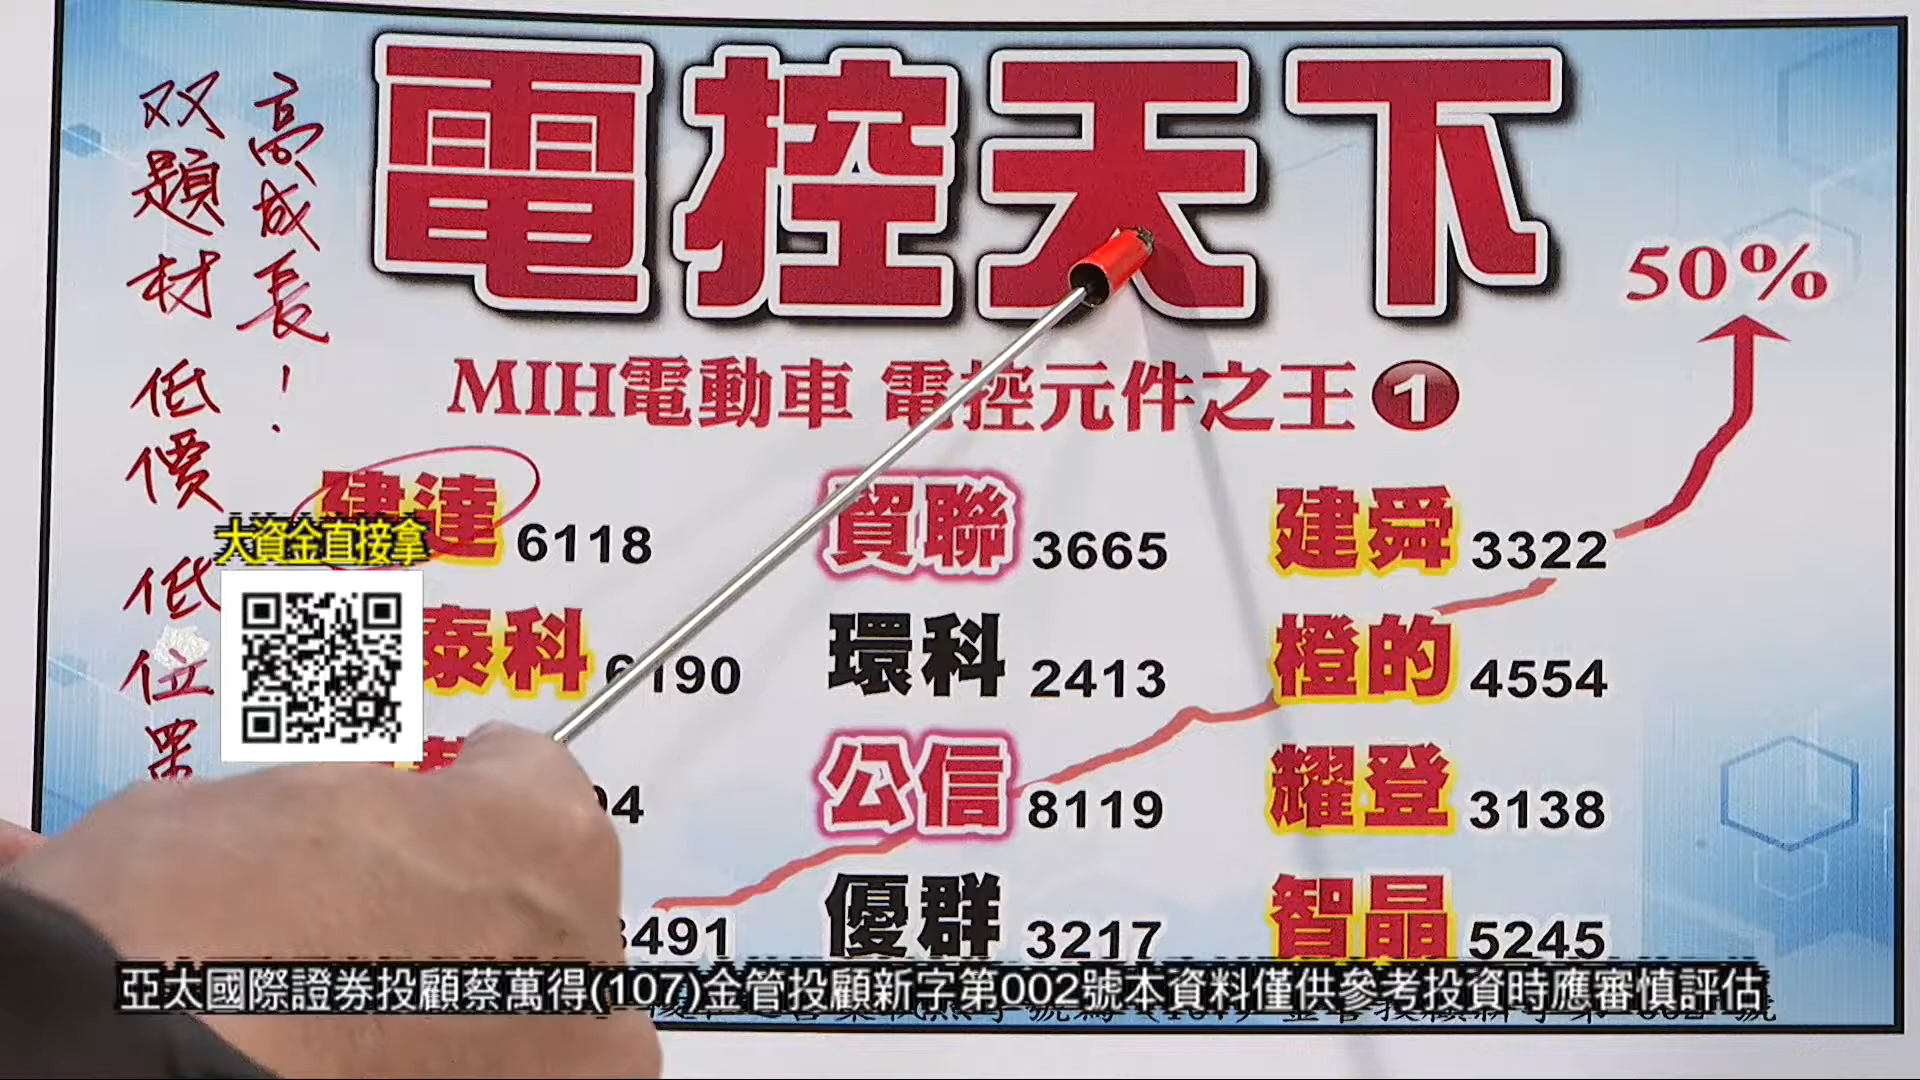 電控天下
高成長！
双題材 低價 低位
50%
MIH電動車 電控元件之王 1
建達 6118
貿聯 3665
建舜 3322
大資金直接拿
泰科 6190
環科 2413
橙的 4554
公信 8119
耀登 3138
3491
優群 3217
智晶 5245
亞太國際證券投顧蔡萬得(107)金管投顧新字第002號本資料僅供參考投資時應審慎評估